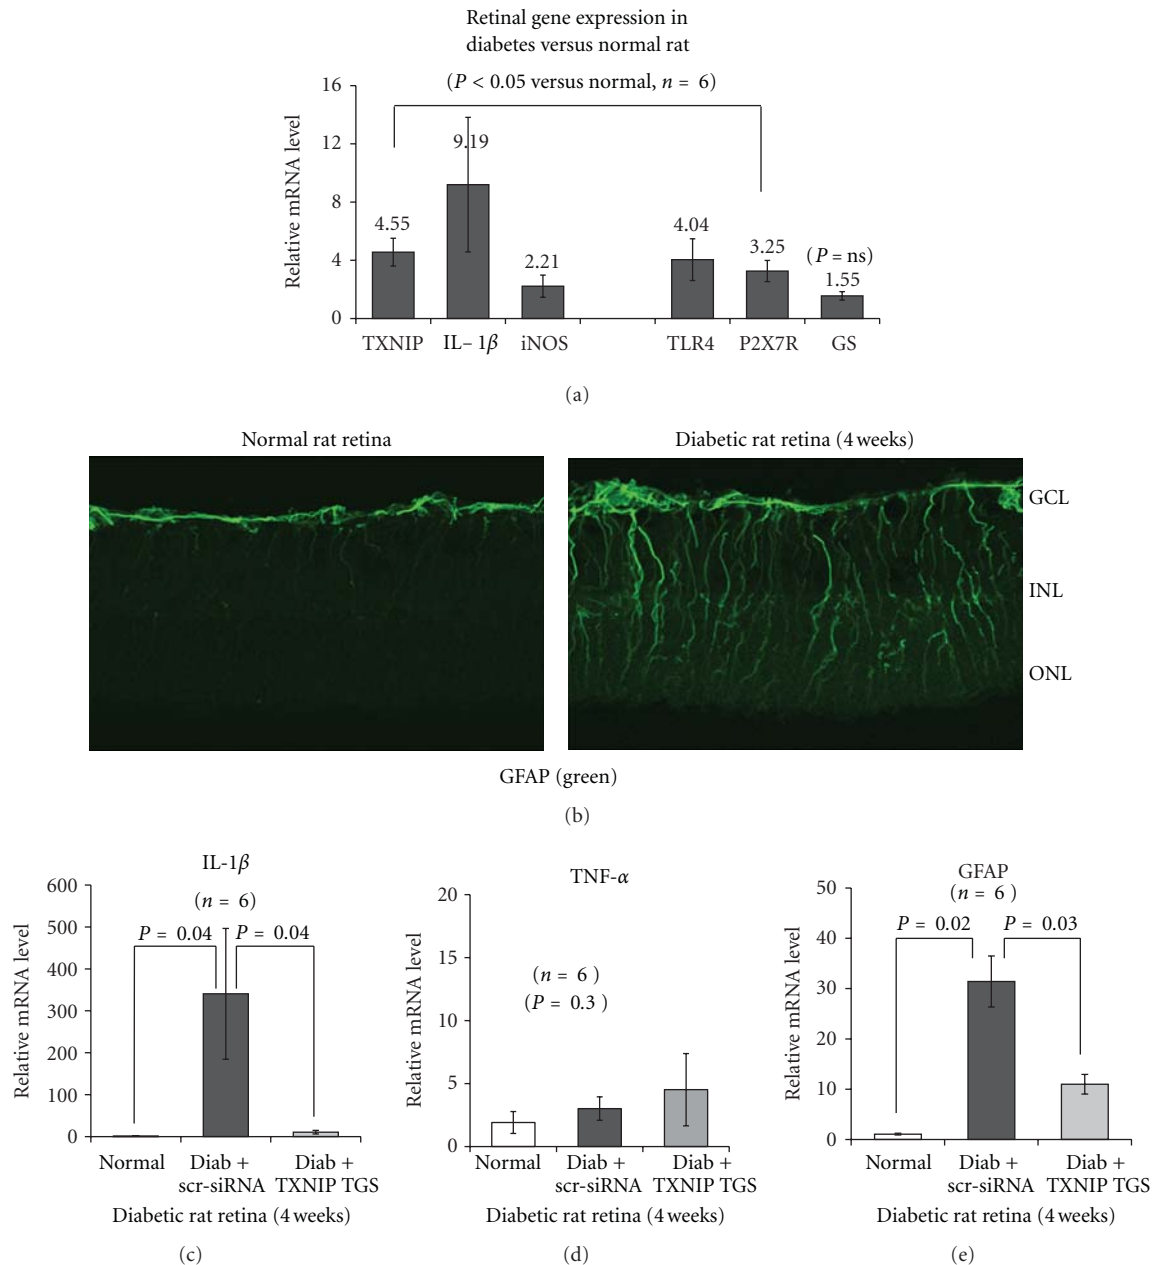 Retinal gene expression in
diabetes versus normal rat
(P < 0.05 versus normal, n = 6)
Relative mRNA level
16
12
8
4
0
4.55
9.19
2.21
4.04
3.25
(P = ns)
1.55
TXNIP IL– 1β iNOS TLR4 P2X7R GS
(a)
Normal rat retina
Diabetic rat retina (4 weeks)
GCL
INL
ONL
GFAP (green)
(b)
IL-1β
(n = 6)
P = 0.04 P = 0.04
Relative mRNA level
600
500
400
300
200
100
0
Normal Diab + Diab +
scr-siRNA TXNIP TGS
Diabetic rat retina (4 weeks)
(c)
TNF-α
(n = 6)
(P = 0.3 )
Relative mRNA level
20
15
10
5
0
Normal Diab + Diab +
scr-siRNA TXNIP TGS
Diabetic rat retina (4 weeks)
(d)
GFAP
(n = 6 )
P = 0.02 P = 0.03
Relative mRNA level
50
40
30
20
10
0
Normal Diab + Diab +
scr-siRNA TXNIP TGS
Diabetic rat retina (4 weeks)
(e)